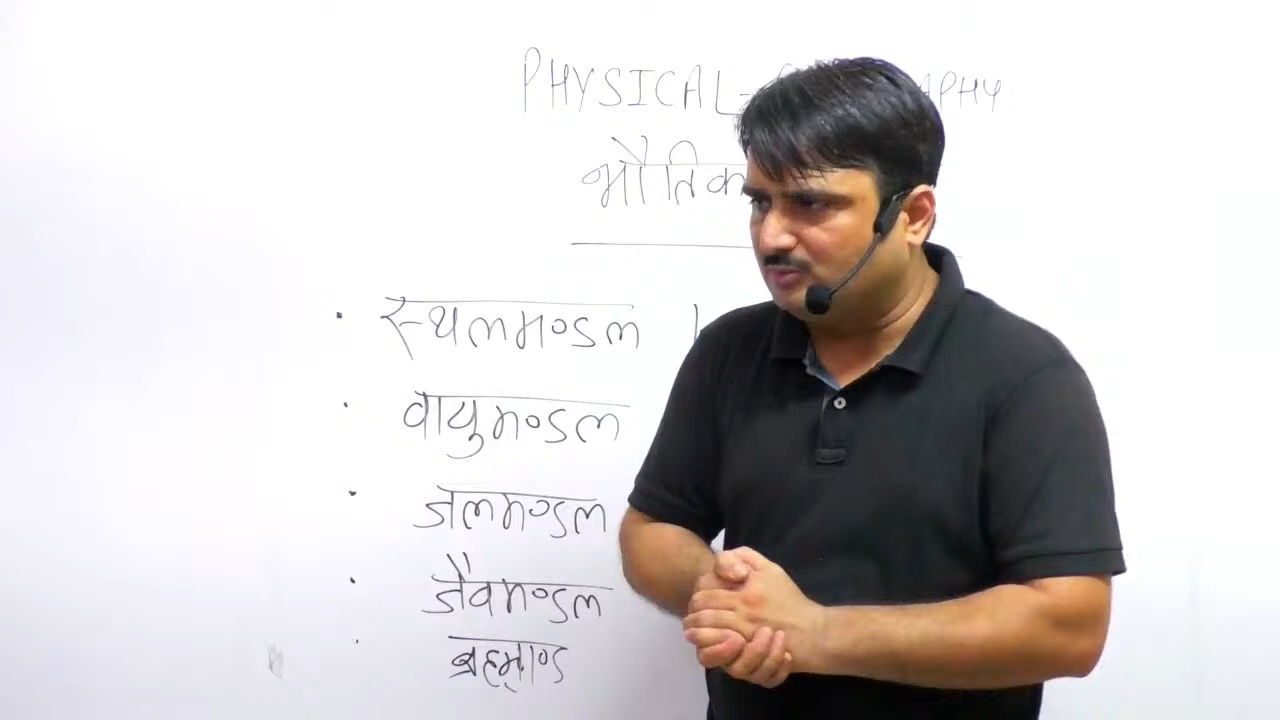 PHYSICAL-
भौतिक
स्थलमण्डल
वायुमण्डल
जलमण्डल
जैवमण्डल
ब्रह्माण्ड